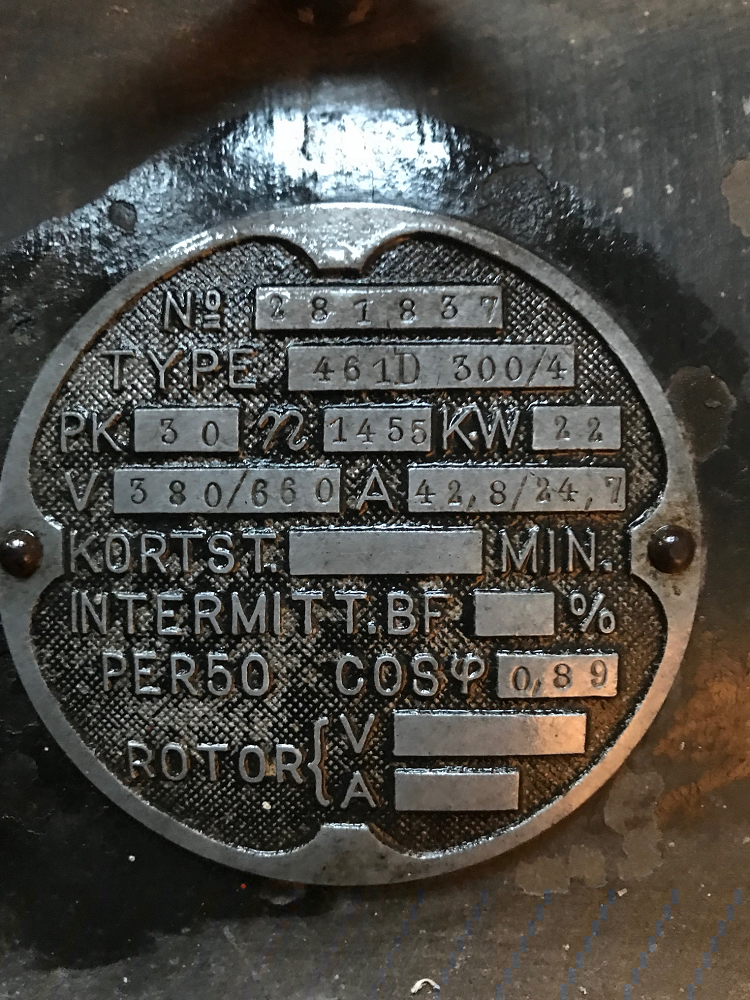 Nº 281837
TYPE 461D 300/4
PK 30 n 1455 KW 22
V 380/660 A 42,8/24,7
KORTST. MIN.
INTERMITT.BF %
PER50 COSφ 0,89
ROTOR { V
A